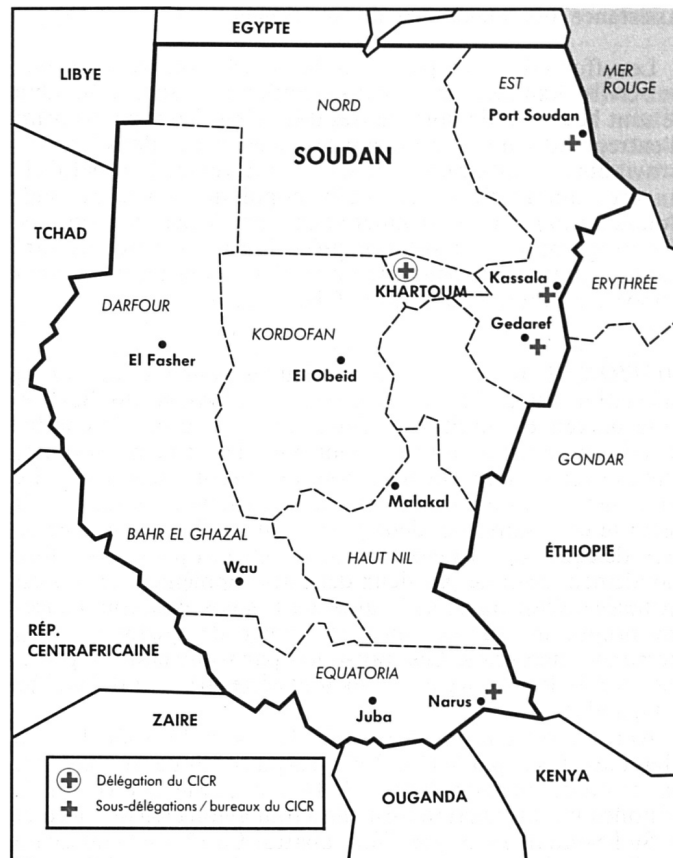 ÉGYPTE
LIBYE
MER
ROUGE
EST
NORD
Port Soudan
SOUDAN
TCHAD
KHARTOUM
Kassala
ERYTHRÉE
DARFOUR
Gedaref
KORDOFAN
El Fasher
El Obeid
GONDAR
Malakal
BAHR EL GHAZAL
HAUT NIL
ÉTHIOPIE
Wau
RÉP.
CENTRAFRICAINE
EQUATORIA
Juba
Narus
ZAIRE
Délégation du CICR
Sous-délégations / bureaux du CICR
KENYA
OUGANDA